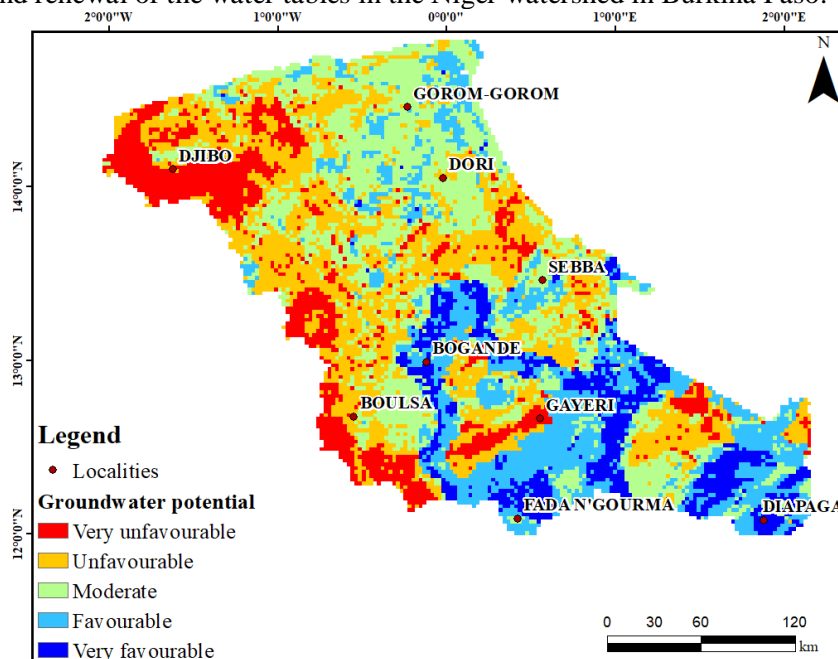 nd renewal of the water tables in the Niger watershed in Burkina Faso.
2°0'0"W 1°0'0"W 0°0'0" 1°0'0"E 2°0'0"E
N
GOROM-GOROM
DJIBO
DORI
14°0'0"N
SEBBA
BOGANDE
13°0'0"N
BOULSA
GAYERI
Legend
Localities
FADA N'GOURMA
DIAPAGA
Groundwater potential
Very unfavourable
12°0'0"N
Unfavourable
Moderate
Favourable
0 30 60 120
km
Very favourable